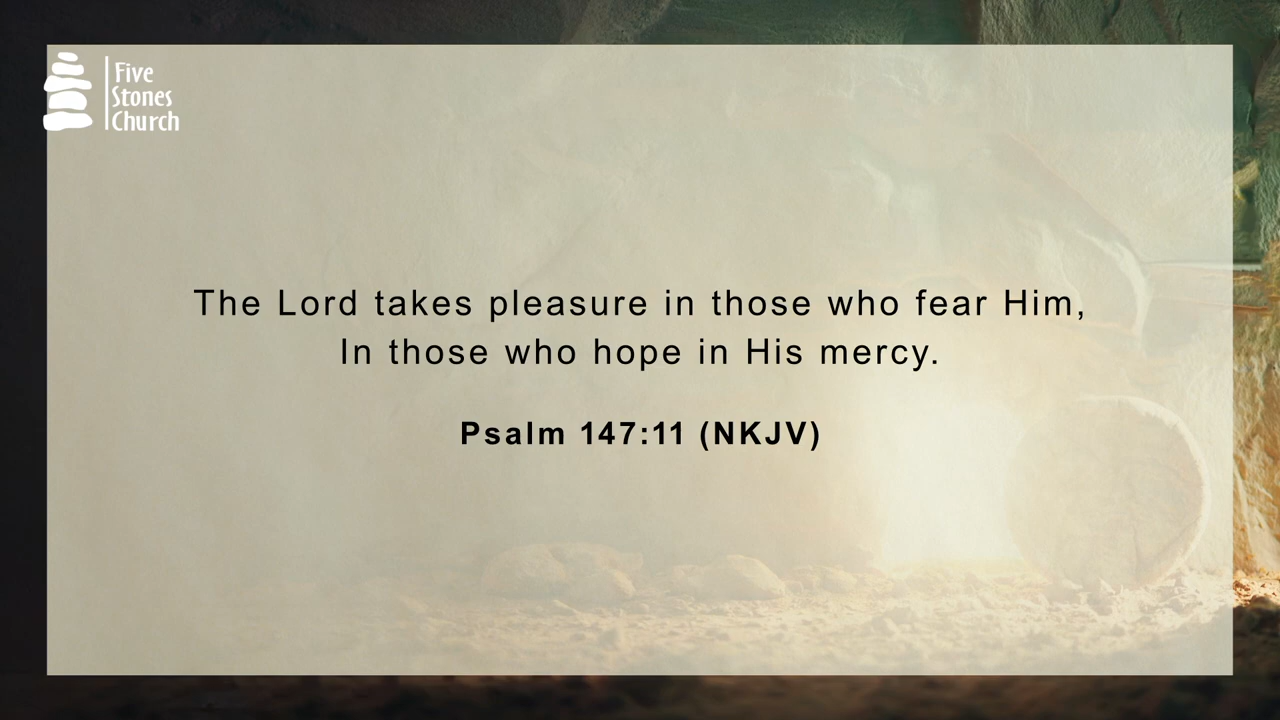 Five
Stones
Church
The Lord takes pleasure in those who fear Him,
In those who hope in His mercy.
Psalm 147:11 (NKJV)